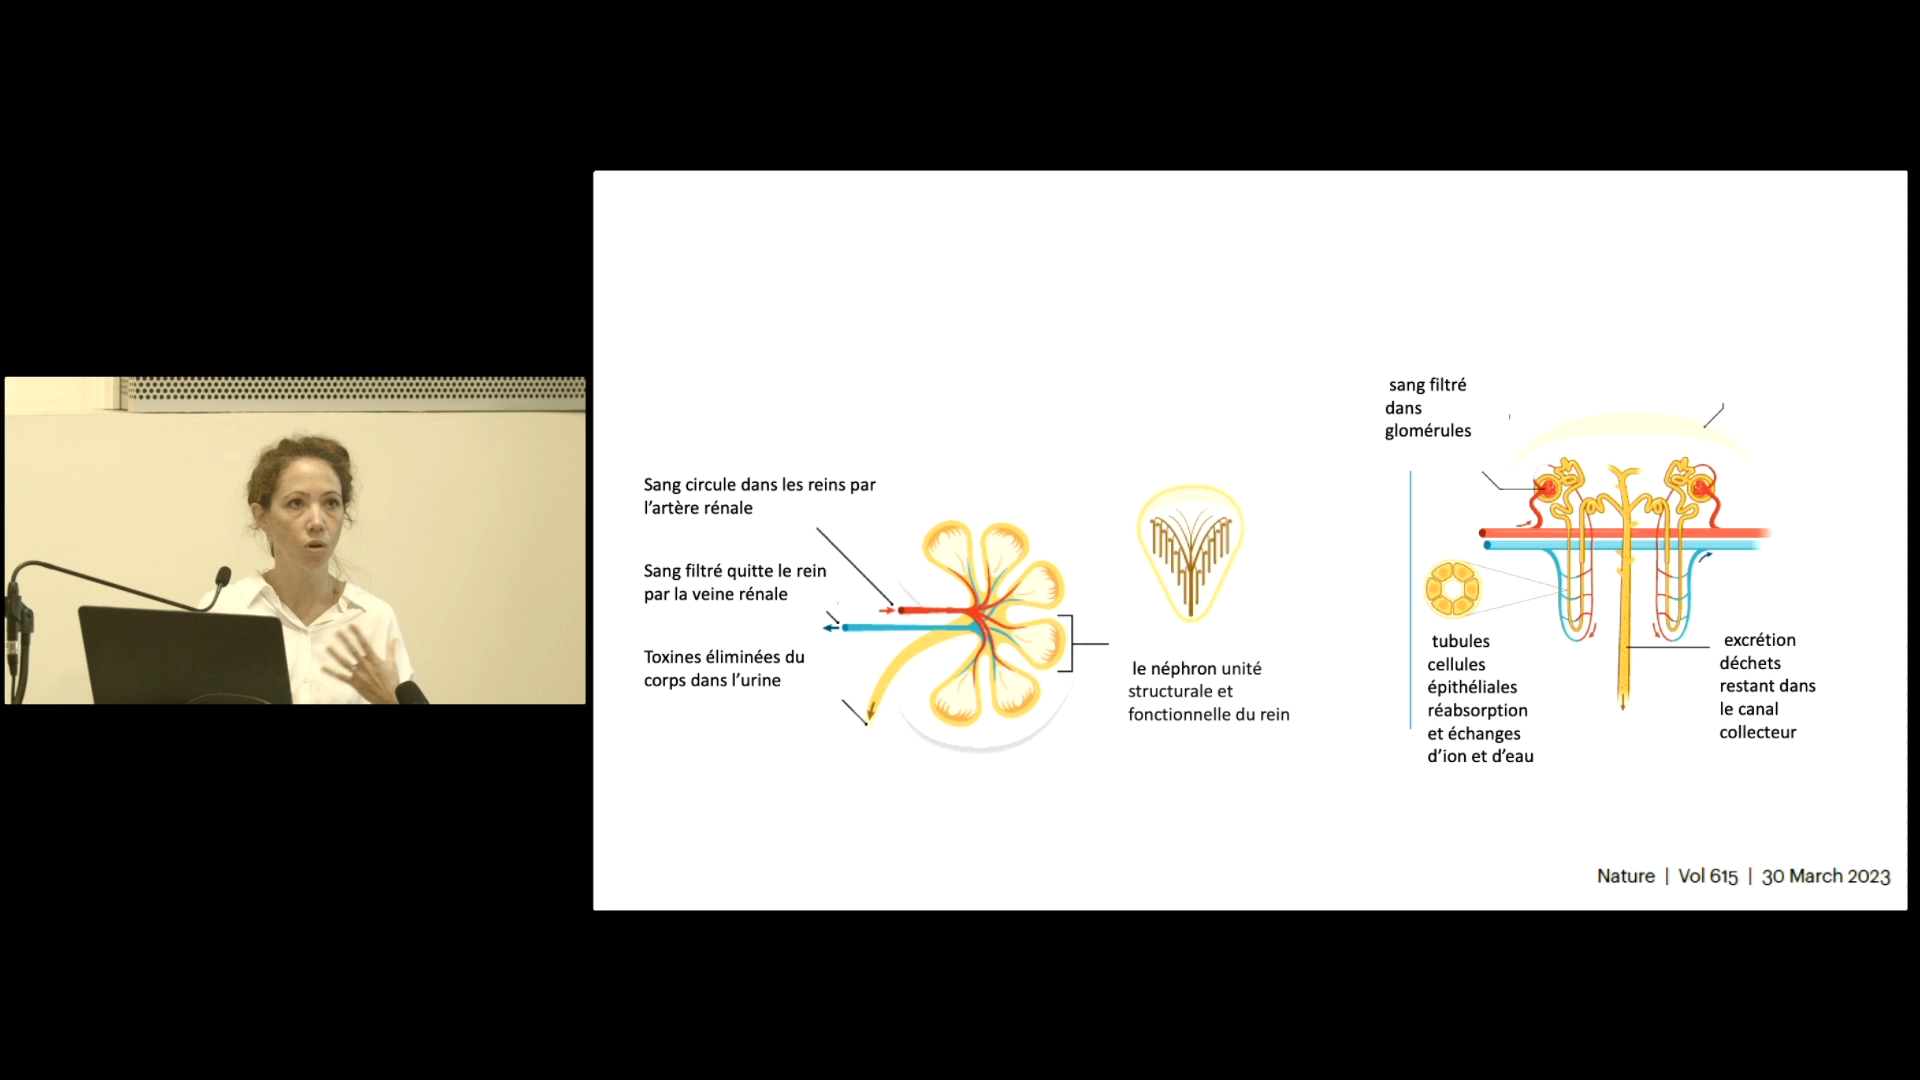 Sang circule dans les reins par
l’artère rénale
Sang filtré quitte le rein
par la veine rénale
Toxines éliminées du
corps dans l’urine
le néphron unité
structurale et
fonctionnelle du rein
sang filtré
dans
glomérules
tubules
cellules
épithéliales
réabsorption
et échanges
d’ion et d’eau
excrétion
déchets
restant dans
le canal
collecteur
Nature | Vol 615 | 30 March 2023